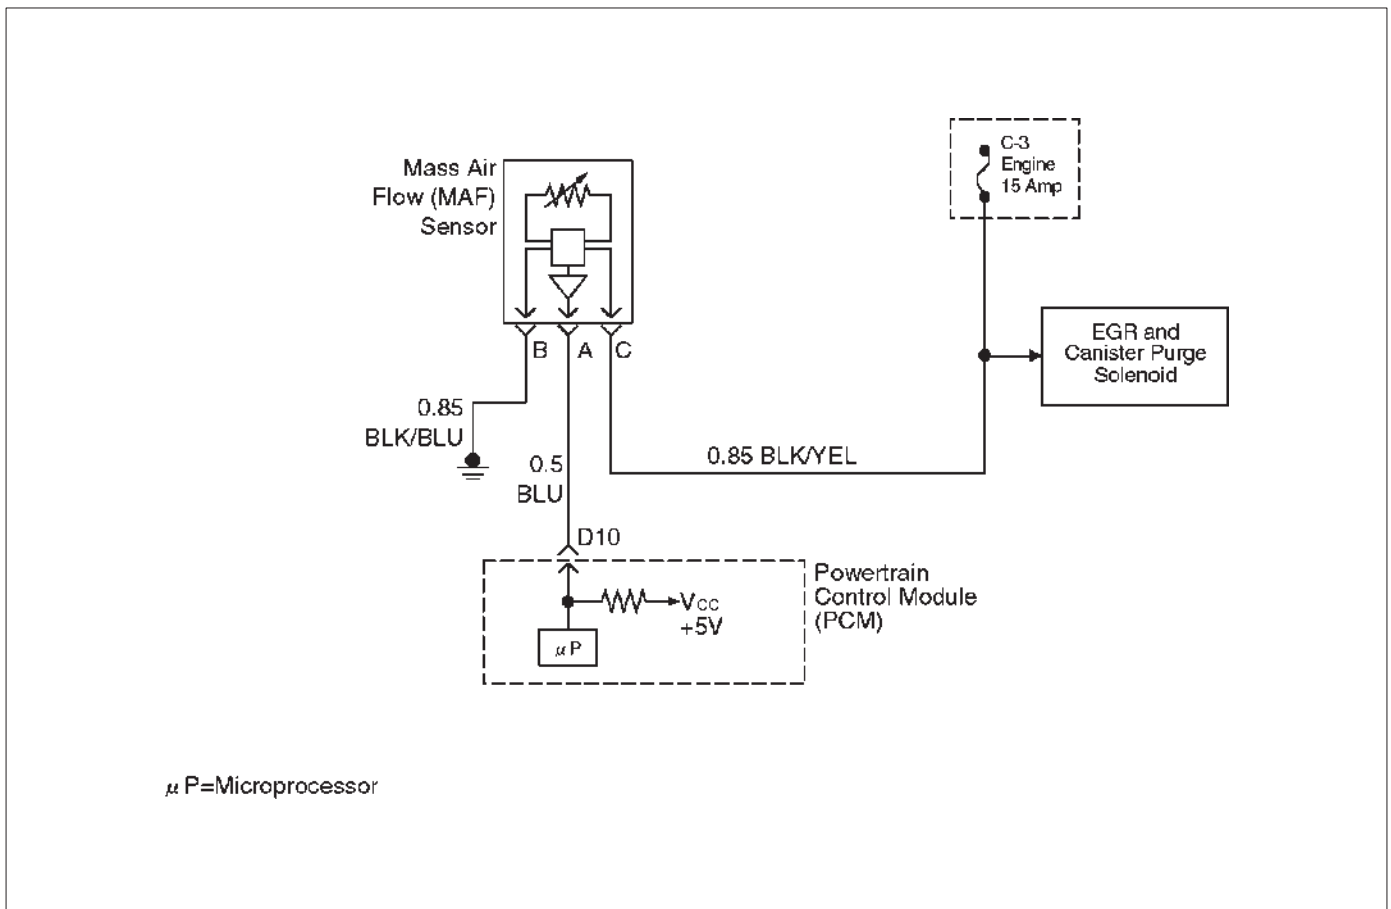 C-3
Engine
15 Amp
Mass Air
Flow (MAF)
Sensor
EGR and
Canister Purge
Solenoid
B
A
C
0.85
BLK/BLU
0.5
BLU
0.85 BLK/YEL
D10
Powertrain
Control Module
(PCM)
Vcc
+5V
μP
μP=Microprocessor